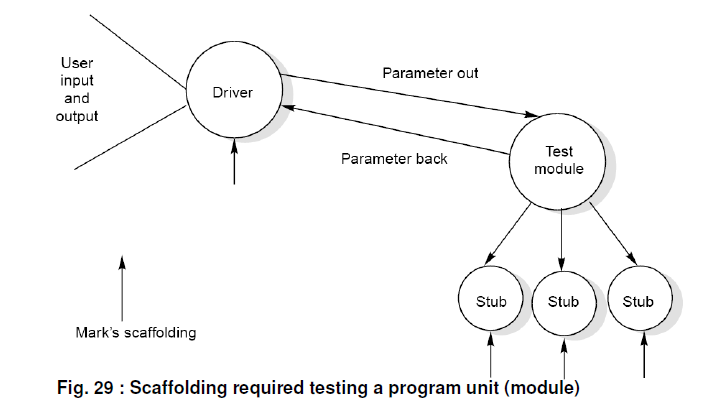 User
input
and
output
Driver
Parameter out
Parameter back
Test
module
Stub
Stub
Stub
Mark's scaffolding
Fig. 29 : Scaffolding required testing a program unit (module)